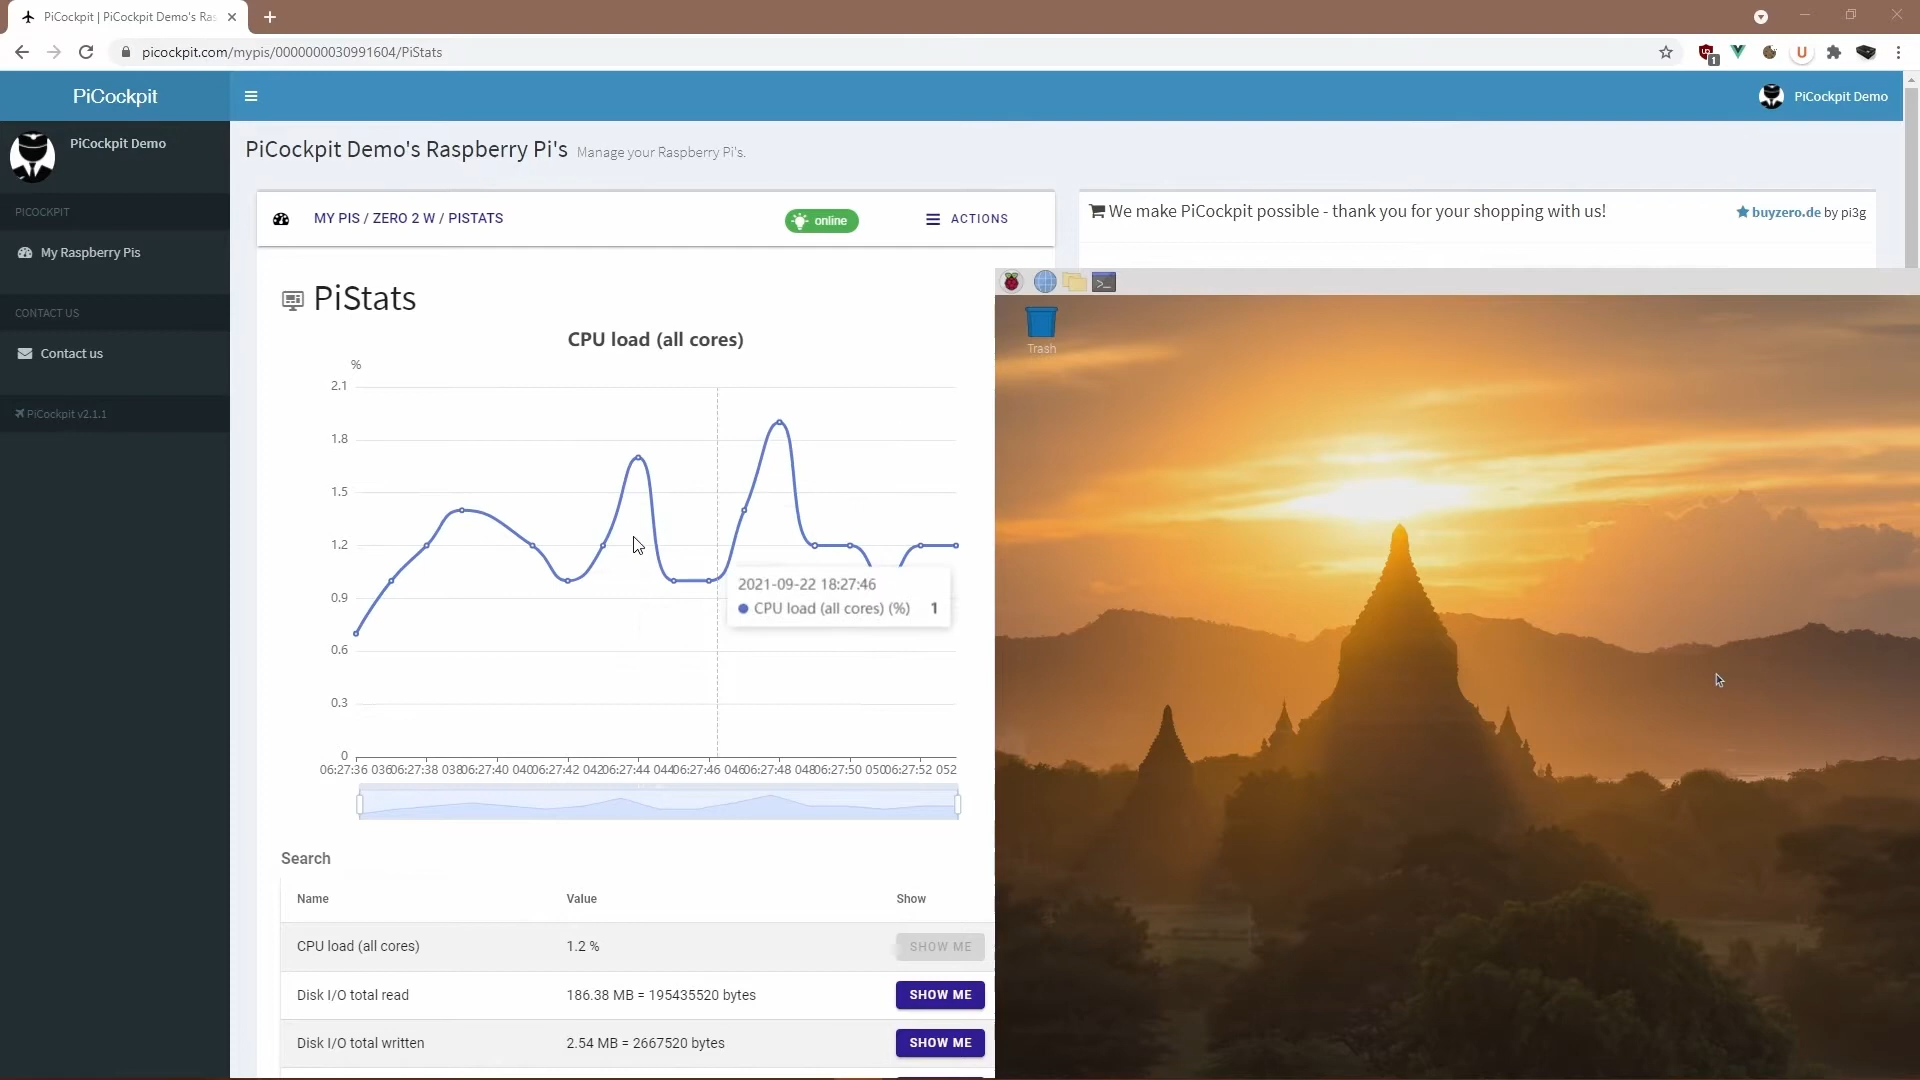 PiCockpit | PiCockpit Demo's Ras
picockpit.com/mypis/0000000030991604/PiStats
1
U
PiCockpit
PiCockpit Demo
PiCockpit Demo
PICOCKPIT
My Raspberry Pis
CONTACT US
Contact us
PiCockpit v2.1.1
PiCockpit Demo's Raspberry Pi's Manage your Raspberry Pi's.
MY PIS / ZERO 2 W / PISTATS
online
ACTIONS
We make PiCockpit possible - thank you for your shopping with us!
buyzero.de by pi3g
PiStats
CPU load (all cores)
%
2.1
1.8
1.5
1.2
0.9
0.6
0.3
0
2021-09-22 18:27:46
CPU load (all cores) (%) 1
06:27:36 036 06:27:38 038 06:27:40 040 06:27:42 042 06:27:44 044 06:27:46 046 06:27:48 048 06:27:50 050 06:27:52 052
Search
Name Value Show
CPU load (all cores) 1.2 % SHOW ME
Disk I/O total read 186.38 MB = 195435520 bytes SHOW ME
Disk I/O total written 2.54 MB = 2667520 bytes SHOW ME
Trash